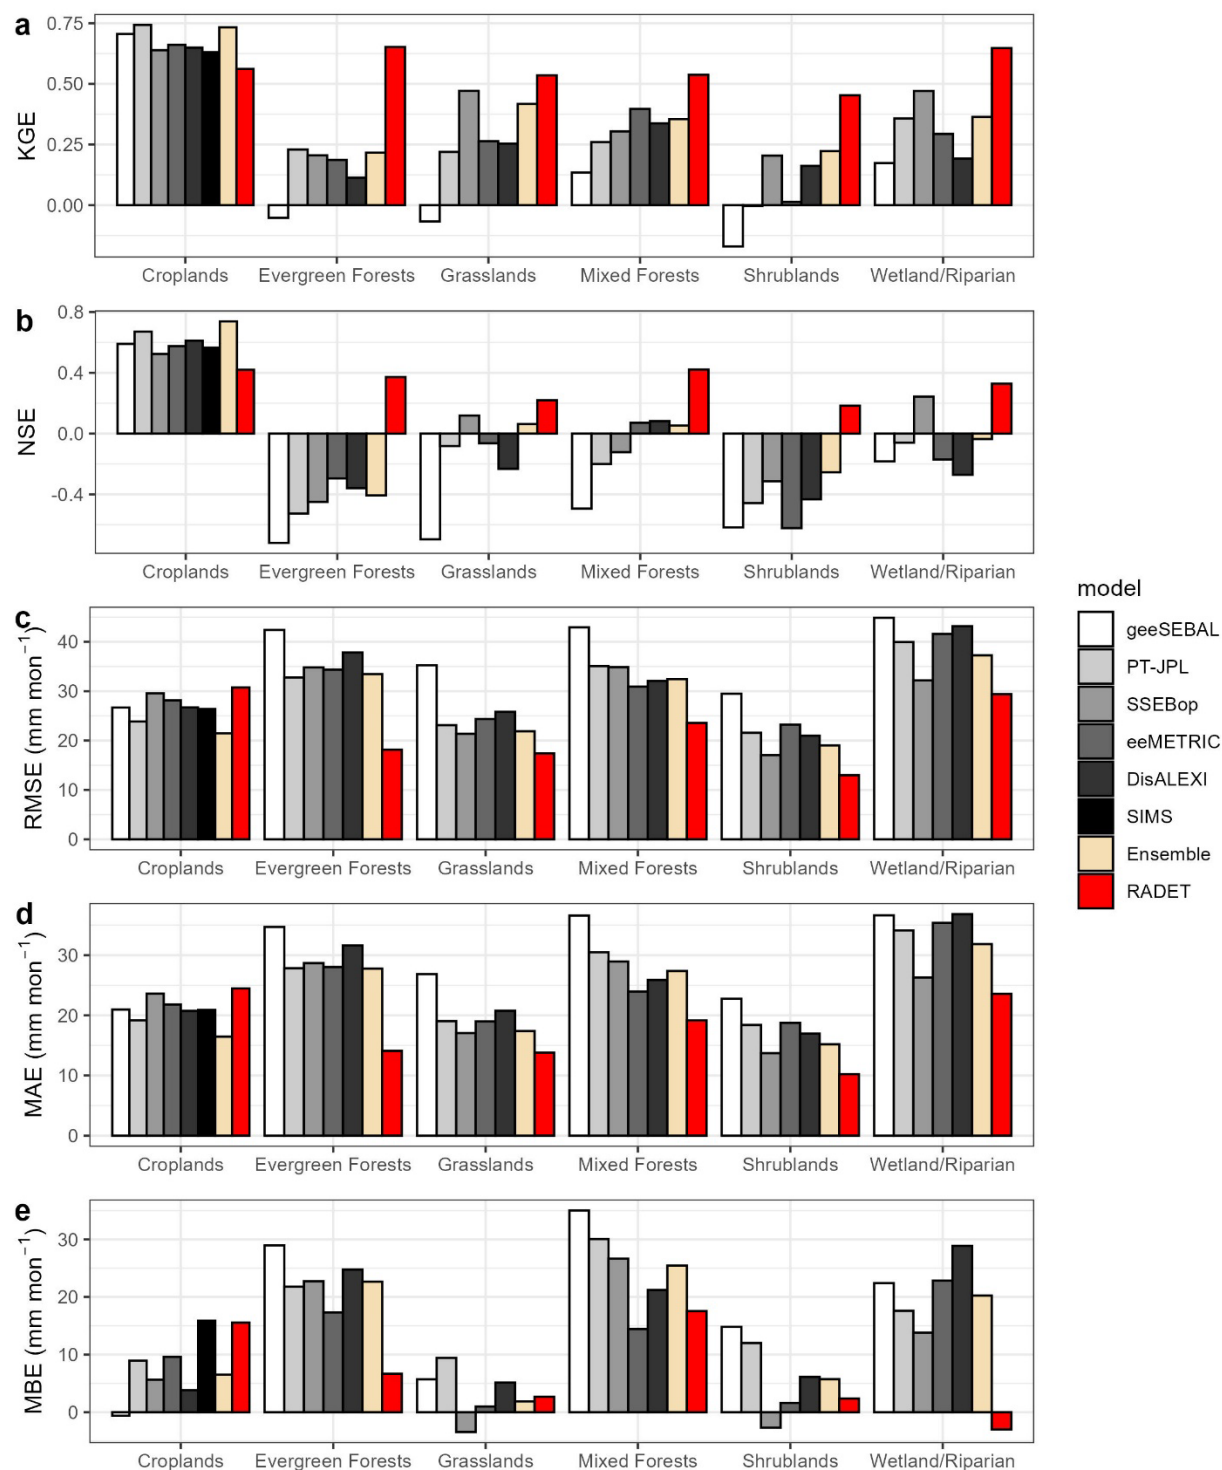 a
0.75
0.50
0.25
0.00
KGE
Croplands Evergreen Forests Grasslands Mixed Forests Shrublands Wetland/Riparian
b
0.8
0.4
0.0
-0.4
NSE
Croplands Evergreen Forests Grasslands Mixed Forests Shrublands Wetland/Riparian
c
40
30
20
10
0
RMSE (mm mon⁻¹)
Croplands Evergreen Forests Grasslands Mixed Forests Shrublands Wetland/Riparian
d
30
20
10
0
MAE (mm mon⁻¹)
Croplands Evergreen Forests Grasslands Mixed Forests Shrublands Wetland/Riparian
e
30
20
10
0
MBE (mm mon⁻¹)
Croplands Evergreen Forests Grasslands Mixed Forests Shrublands Wetland/Riparian
model
geeSEBAL
PT-JPL
SSEBop
eeMETRIC
DisALEXI
SIMS
Ensemble
RADET